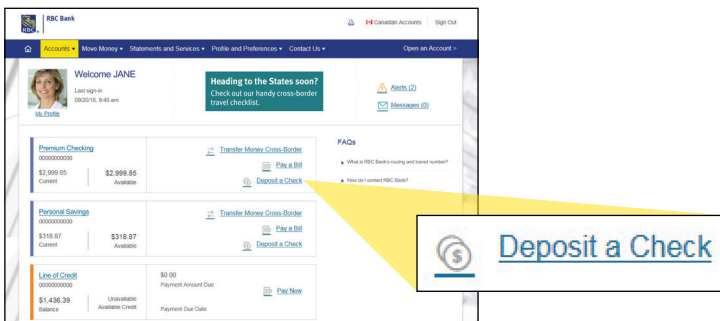 RBC
RBC Bank
Canadian Accounts Sign Out
Accounts Move Money Statements and Services Profile and Preferences Contact Us Open an Account >
Welcome JANE
Last sign-in
09/20/16, 9:45 am
My Profile
Heading to the States soon?
Check out our handy cross-border
travel checklist.
Alerts (2)
Messages (0)
Premium Checking
0000000000
$2,999.85
Current
$2,999.85
Available
Transfer Money Cross-Border
Pay a Bill
Deposit a Check
FAQs
What is RBC Bank's routing and transit number?
How do I contact RBC Bank?
Personal Savings
0000000000
$318.87
Current
$318.87
Available
Transfer Money Cross-Border
Pay a Bill
Deposit a Check
Deposit a Check
Line of Credit
0000000000
$1,436.39
Balance
Unavailable
Available Credit
$0.00
Payment Amount Due
Payment Due Date
Pay Now